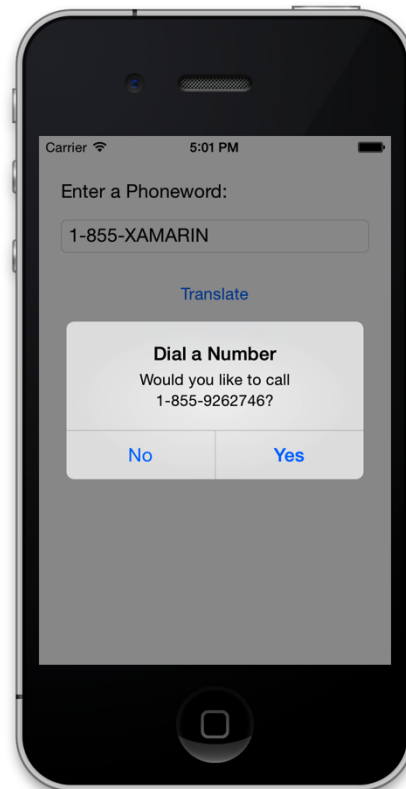 Carrier 5:01 PM
Enter a Phoneword:
1-855-XAMARIN
Translate
Dial a Number
Would you like to call
1-855-9262746?
No Yes